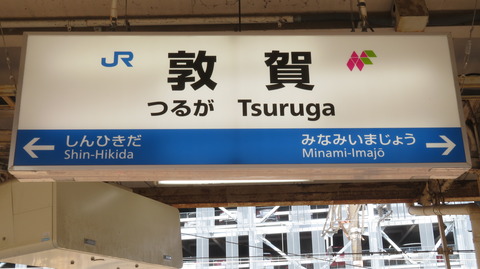 JR 敦賀
つるが Tsuruga
しんひきだ みなみいまじょう
Shin-Hikida Minami-Imajō